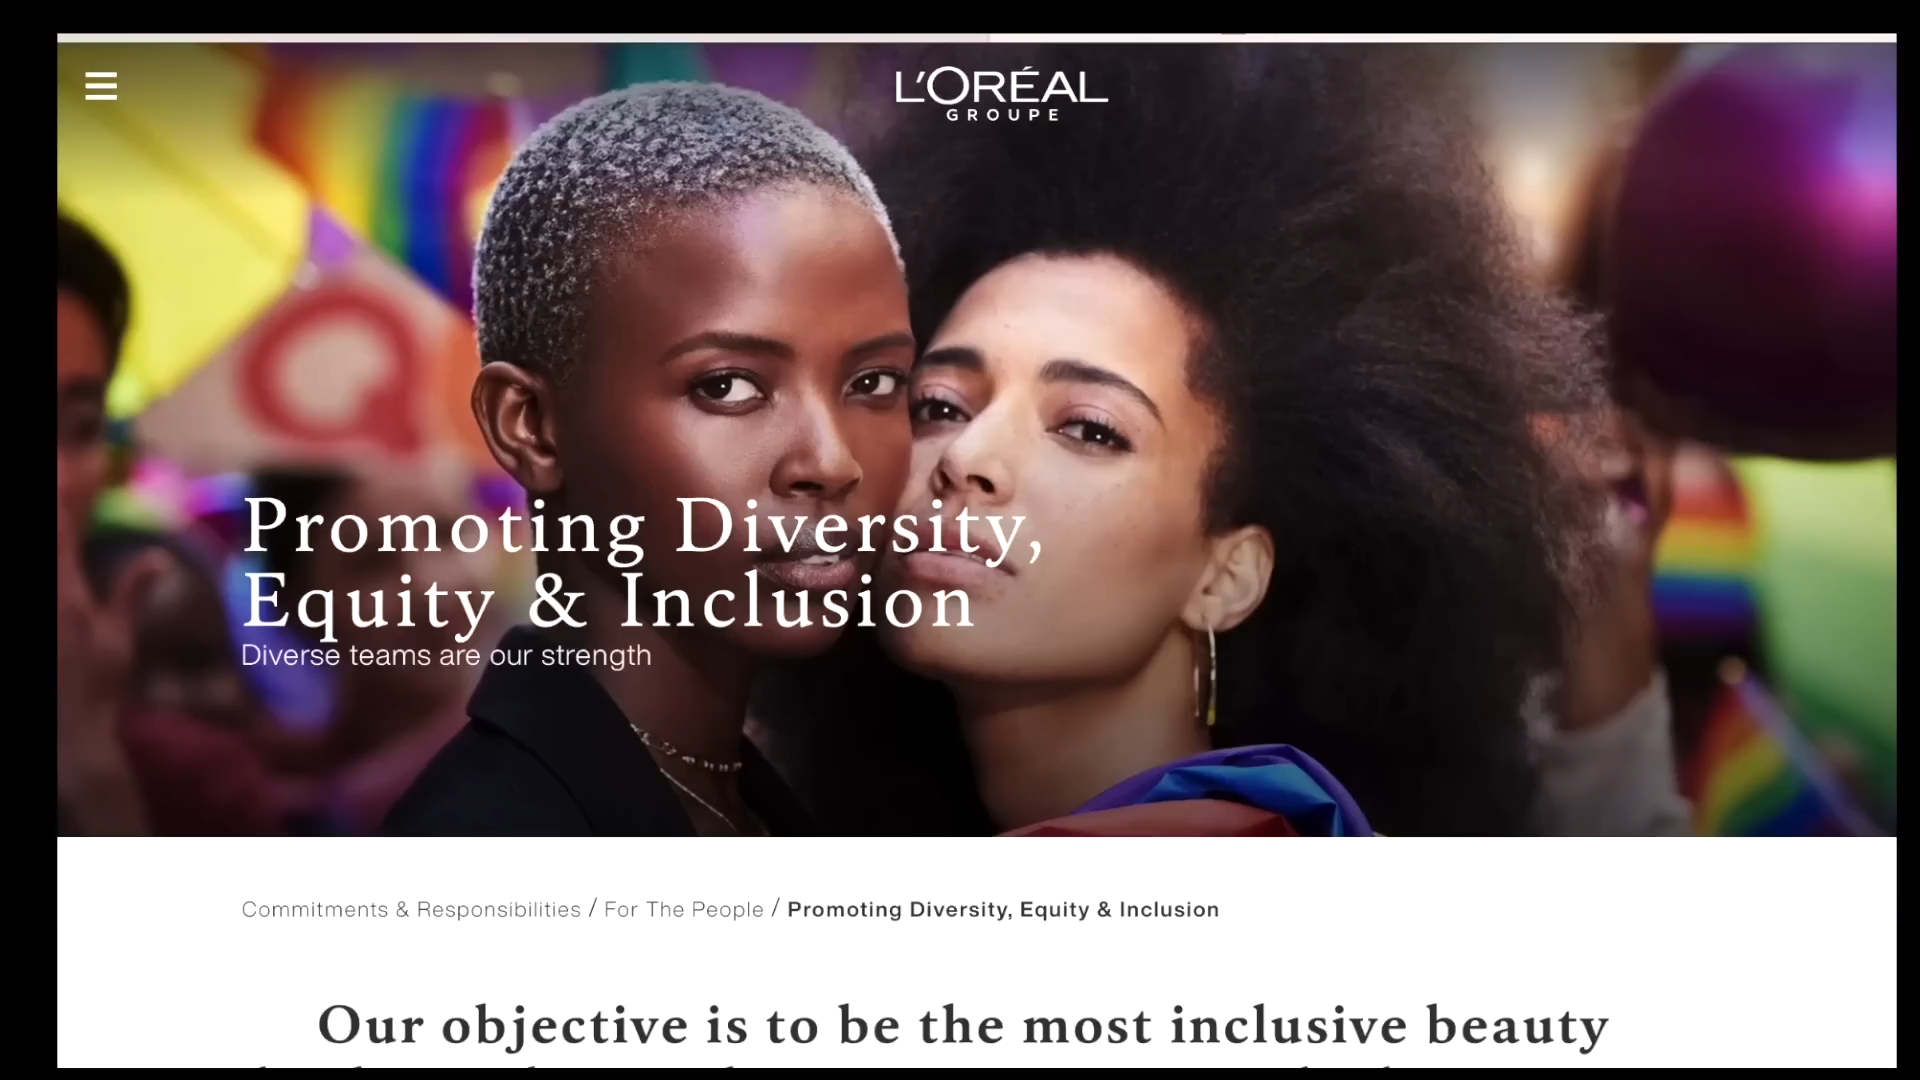 L'ORÉAL
GROUPE
Promoting Diversity,
Equity & Inclusion
Diverse teams are our strength
Commitments & Responsibilities / For The People / Promoting Diversity, Equity & Inclusion
Our objective is to be the most inclusive beauty